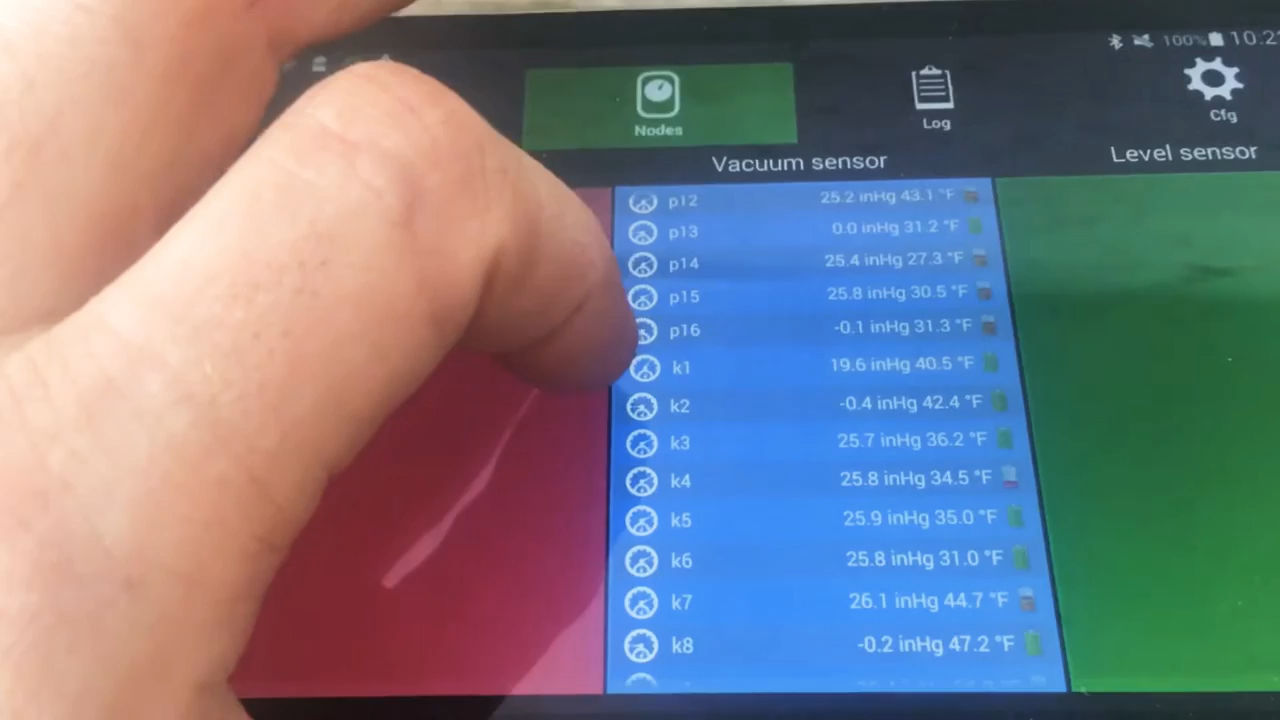 100% 10:2
Nodes
Log
Cfg
Vacuum sensor
Level sensor
p12 25.2 inHg 43.1 °F
p13 0.0 inHg 31.2 °F
p14 25.4 inHg 27.3 °F
p15 25.8 inHg 30.5 °F
p16 -0.1 inHg 31.3 °F
k1 19.6 inHg 40.5 °F
k2 -0.4 inHg 42.4 °F
k3 25.7 inHg 36.2 °F
k4 25.8 inHg 34.5 °F
k5 25.9 inHg 35.0 °F
k6 25.8 inHg 31.0 °F
k7 26.1 inHg 44.7 °F
k8 -0.2 inHg 47.2 °F